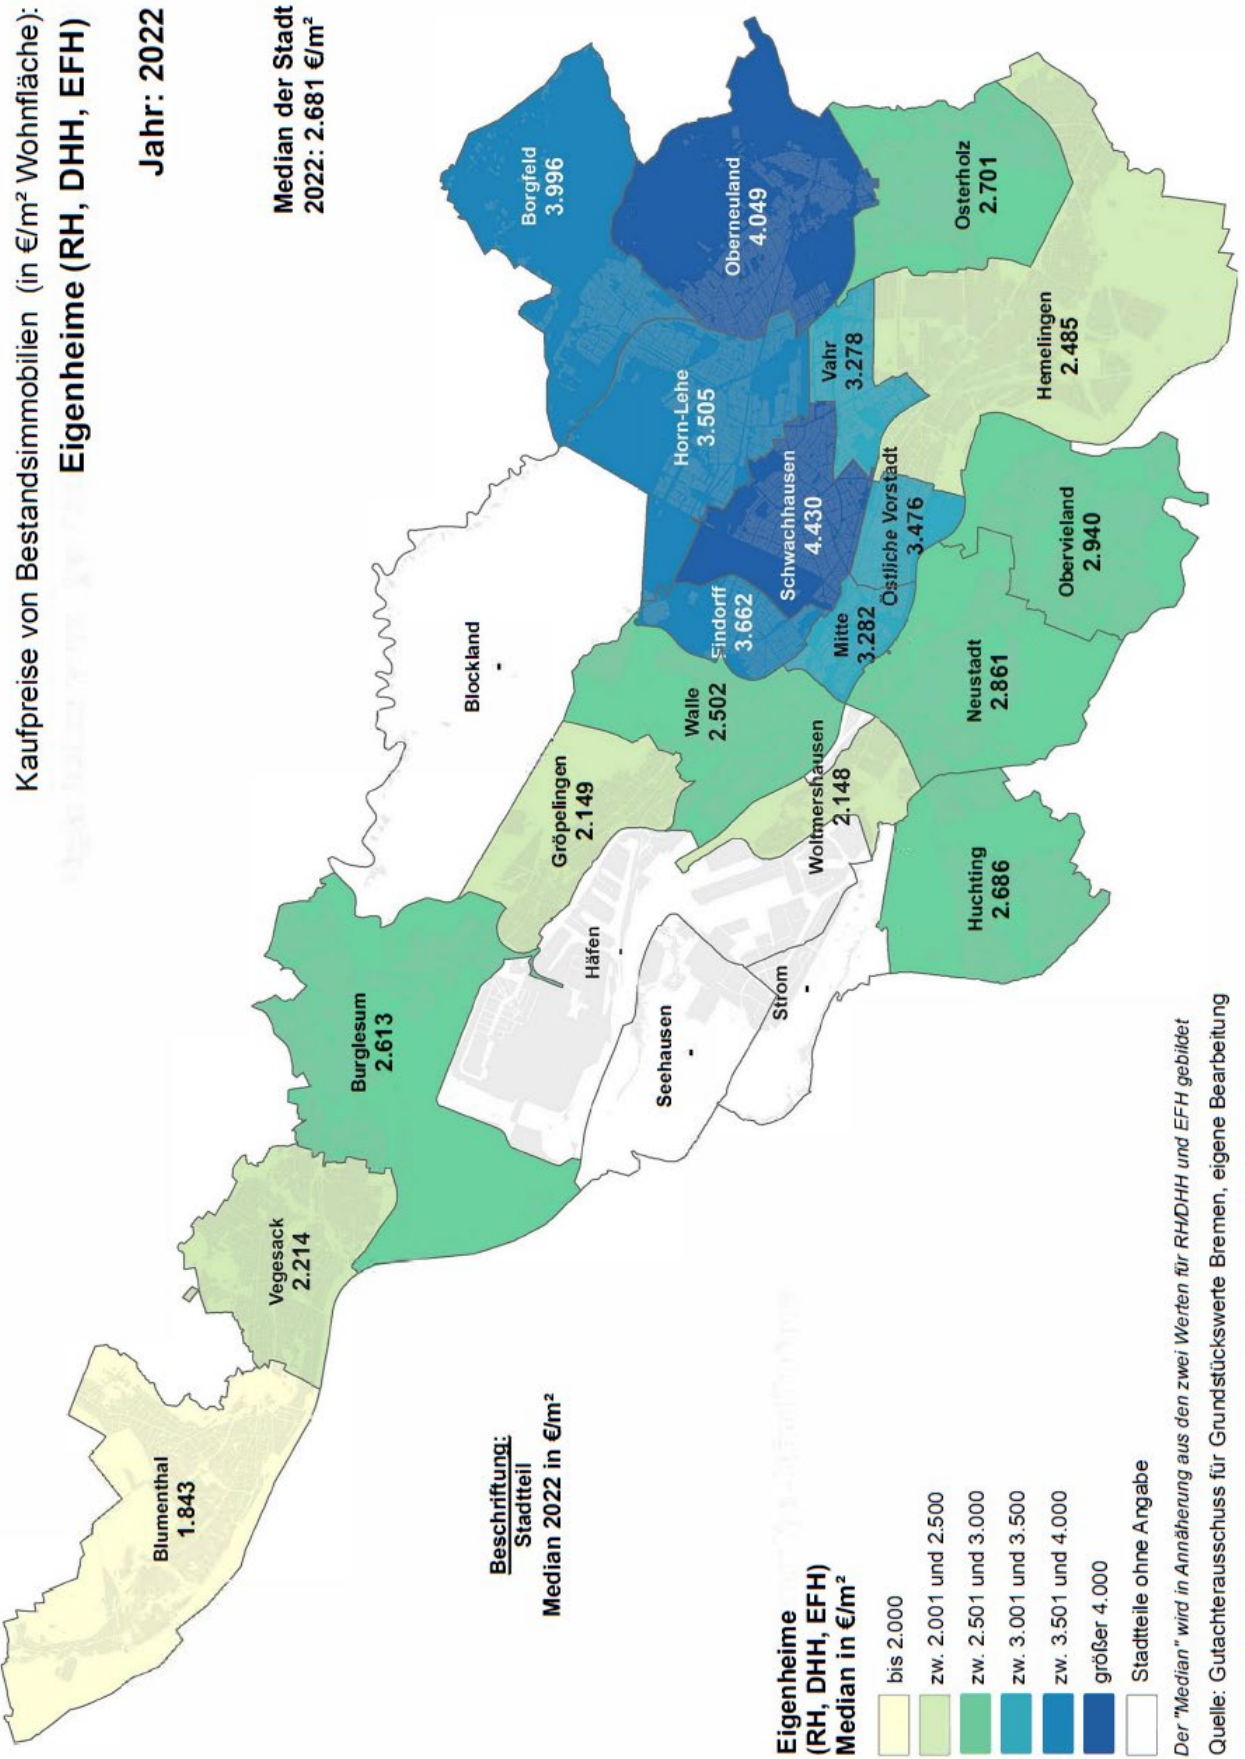 Kaufpreise von Bestandsimmobilien (in €/m² Wohnfläche):
Eigenheime (RH, DHH, EFH)
Jahr: 2022
Median der Stadt
2022: 2.681 €/m²
Blumenthal
1.843
Vegesack
2.214
Burglesum
2.613
Blockland
-
Gröpelingen
2.149
Häfen
-
Seehausen
-
Strom
-
Walle
2.502
Woltmershausen
2.148
Findorff
3.662
Mitte
3.282
Östliche Vorstadt
3.476
Schwachhausen
4.430
Horn-Lehe
3.505
Borgfeld
3.996
Oberneuland
4.049
Vahr
3.278
Osterholz
2.701
Hemelingen
2.485
Obervieland
2.940
Neustadt
2.861
Huchting
2.686
Beschriftung:
Stadtteil
Median 2022 in €/m²
Eigenheime
(RH, DHH, EFH)
Median in €/m²
bis 2.000
zw. 2.001 und 2.500
zw. 2.501 und 3.000
zw. 3.001 und 3.500
zw. 3.501 und 4.000
größer 4.000
Stadtteile ohne Angabe
Der "Median" wird in Annäherung aus den zwei Werten für RH/DHH und EFH gebildet
Quelle: Gutachterausschuss für Grundstückswerte Bremen, eigene Bearbeitung